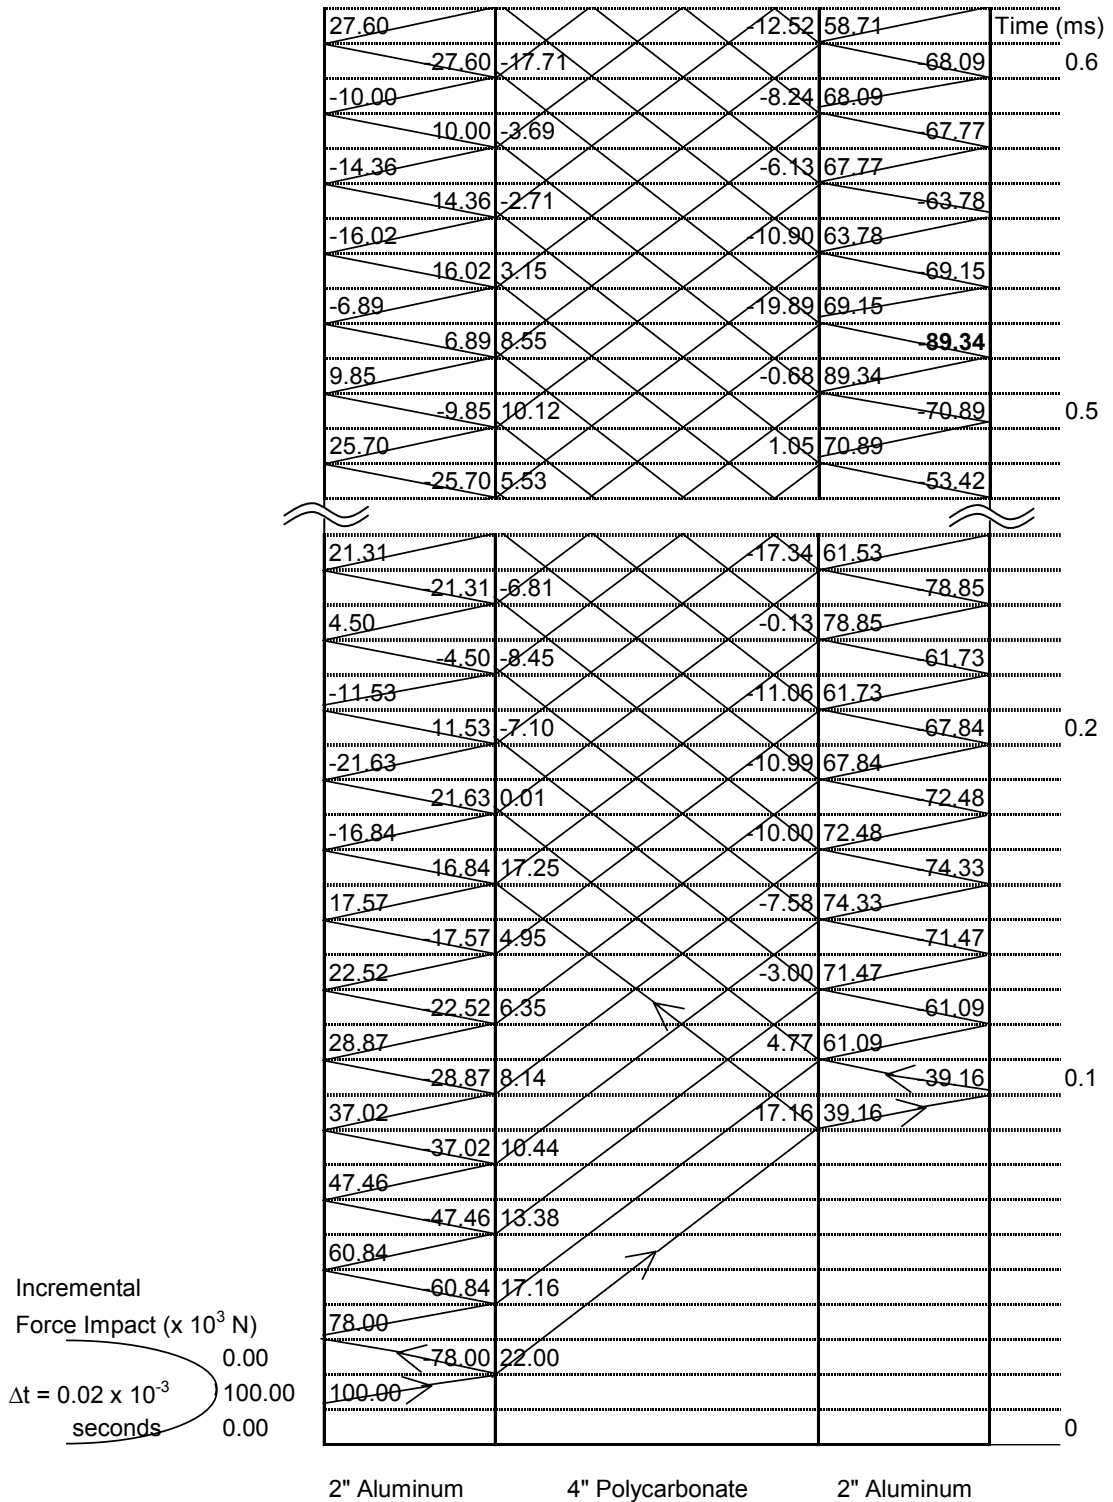 27.60 -12.52 58.71 Time (ms)
-27.60 -17.71 -68.09 0.6
-10.00 -8.24 68.09
10.00 -3.69 -67.77
-14.36 -6.13 67.77
14.36 -2.71 -63.78
-16.02 -10.90 63.78
16.02 3.15 -69.15
-6.89 -19.89 69.15
6.89 8.55 -89.34
9.85 -0.68 89.34
-9.85 10.12 -70.89 0.5
25.70 1.05 70.89
-25.70 5.53 -53.42
21.31 -17.34 61.53
-21.31 -6.81 -78.85
4.50 -0.13 78.85
-4.50 -8.45 -61.73
-11.53 -11.06 61.73
11.53 -7.10 -67.84 0.2
-21.63 -10.99 67.84
21.63 0.01 -72.48
-16.84 -10.00 72.48
16.84 17.25 -74.33
17.57 -7.58 74.33
-17.57 4.95 -71.47
22.52 -3.00 71.47
-22.52 6.35 -61.09
28.87 4.77 61.09
-28.87 8.14 -39.16 0.1
37.02 17.16 39.16
-37.02 10.44
47.46
-47.46 13.38
60.84
Incremental
-60.84 17.16
Force Impact (x 10³ N) 78.00
0.00 -78.00 22.00
Δt = 0.02 x 10⁻³ 100.00 100.00
seconds 0.00 0
2" Aluminum 4" Polycarbonate 2" Aluminum